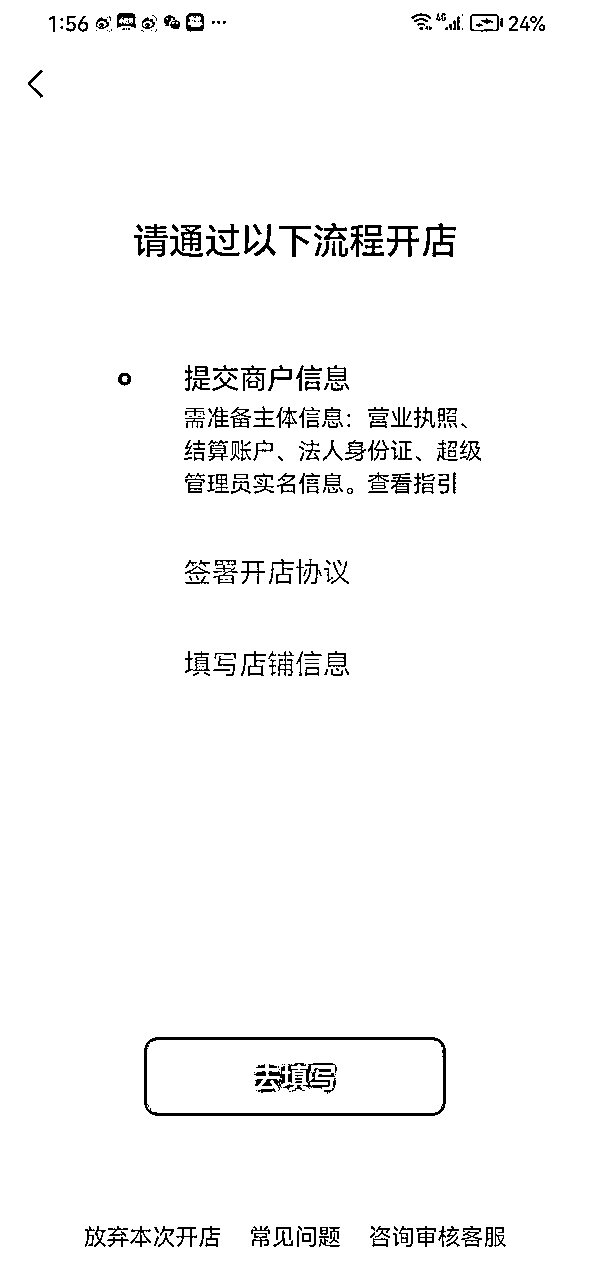 1:56 ... 4G 24%
请通过以下流程开店
提交商户信息
需准备主体信息：营业执照、
结算账户、法人身份证、超级
管理员实名信息。查看指引
签署开店协议
填写店铺信息
去填写
放弃本次开店 常见问题 咨询审核客服